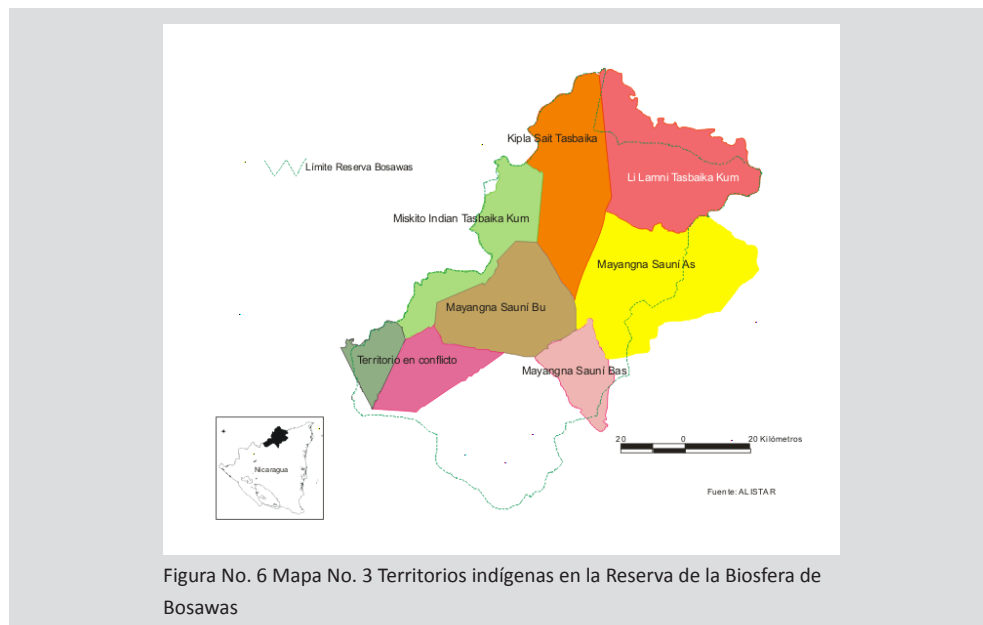 Kipla Sait Tasbaika
Límite Reserva Bosawas
Li Lamni Tasbaika Kum
Miskito Indian Tasbaika Kum
Mayangna Sauní As
Mayangna Sauní Bu
Territorio en conflicto
Mayangna Sauní Bas
20 0 20 Kilómetros
Nicaragua
Fuente: ALISTAR
Figura No. 6 Mapa No. 3 Territorios indígenas en la Reserva de la Biosfera de
Bosawas